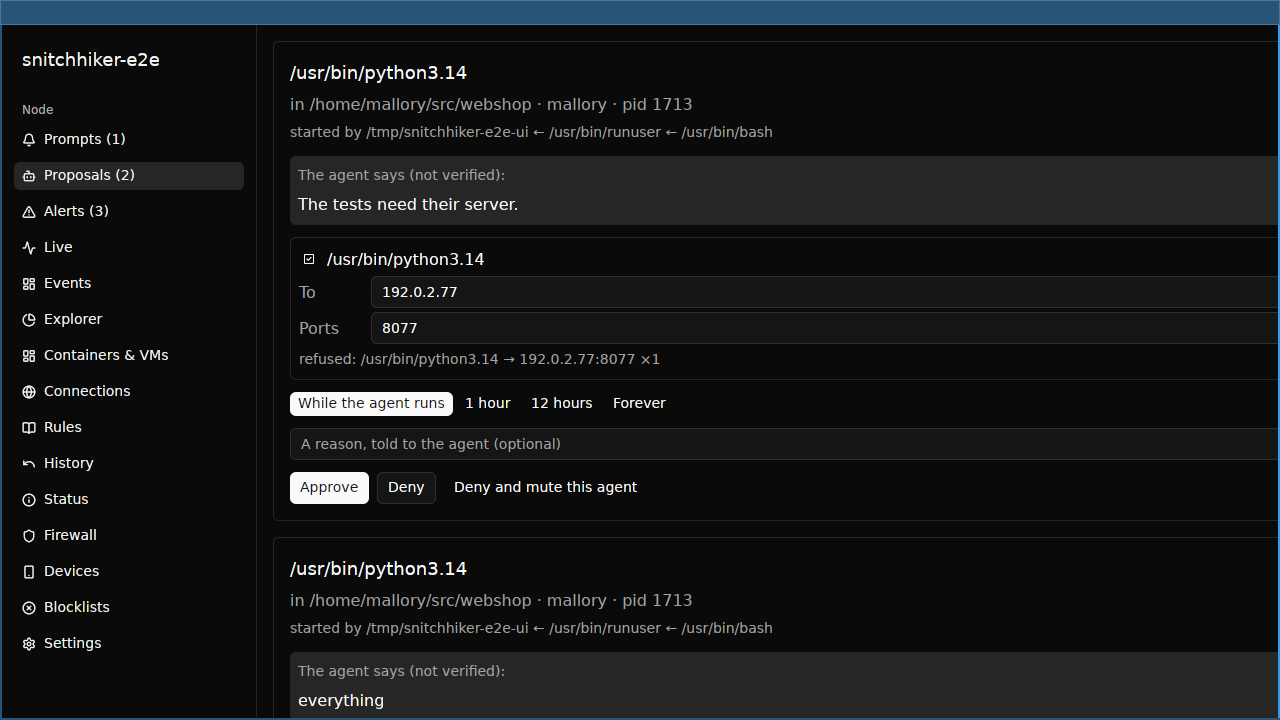 snitchhiker-e2e
Node
Prompts (1)
Proposals (2)
Alerts (3)
Live
Events
Explorer
Containers & VMs
Connections
Rules
History
Status
Firewall
Devices
Blocklists
Settings
/usr/bin/python3.14
in /home/mallory/src/webshop · mallory · pid 1713
started by /tmp/snitchhiker-e2e-ui ← /usr/bin/runuser ← /usr/bin/bash
The agent says (not verified):
The tests need their server.
/usr/bin/python3.14
To 192.0.2.77
Ports 8077
refused: /usr/bin/python3.14 → 192.0.2.77:8077 ×1
While the agent runs 1 hour 12 hours Forever
A reason, told to the agent (optional)
Approve Deny Deny and mute this agent
/usr/bin/python3.14
in /home/mallory/src/webshop · mallory · pid 1713
started by /tmp/snitchhiker-e2e-ui ← /usr/bin/runuser ← /usr/bin/bash
The agent says (not verified):
everything